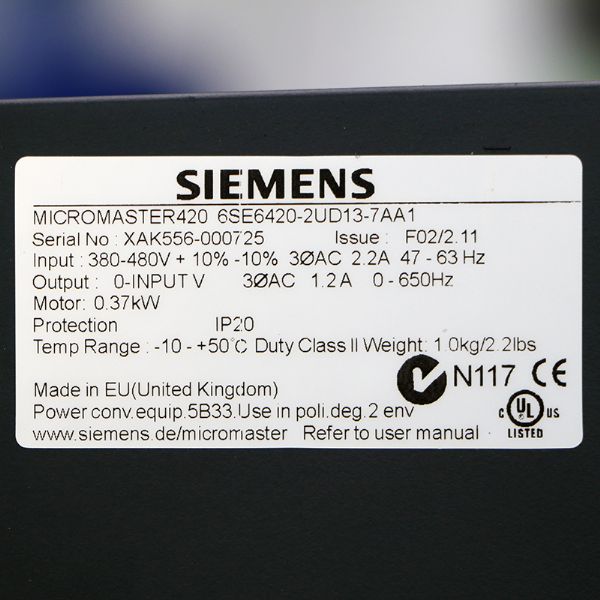 SIEMENS
MICROMASTER420 6SE6420-2UD13-7AA1
Serial No : XAK556-000725 Issue : F02/2.11
Input : 380-480V + 10% -10% 3ØAC 2.2A 47 - 63 Hz
Output : 0-INPUT V 3ØAC 1.2 A 0 - 650Hz
Motor: 0.37kW
Protection IP20
Temp Range : -10 - +50°C Duty Class II Weight: 1.0kg/2.2lbs
N117 CE
Made in EU(United Kingdom)
Power conv.equip.5B33.Use in poli.deg.2 env
C UL US
LISTED
www.siemens.de/micromaster Refer to user manual